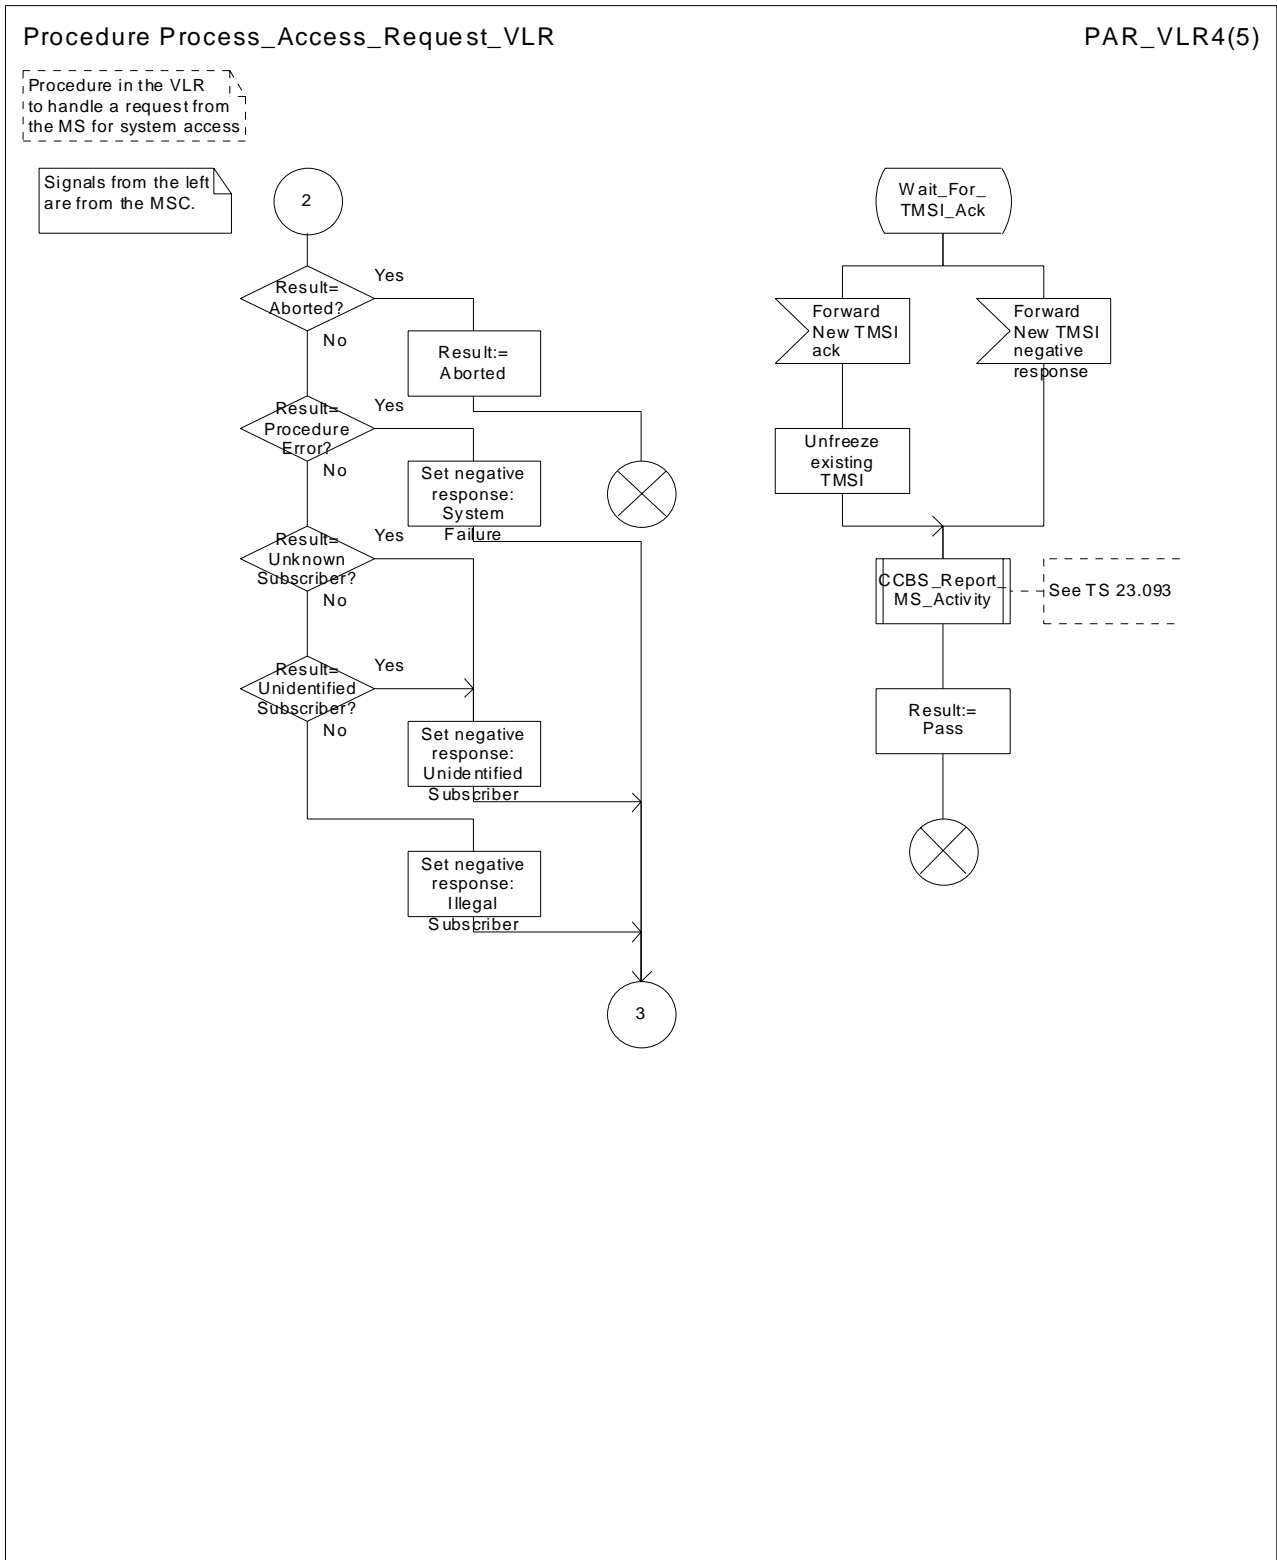 Procedure Process_Access_Request_VLR
PAR_VLR4(5)
Procedure in the VLR
to handle a request from
the MS for system access
Signals from the left
are from the MSC.
2
Result=
Aborted?
Yes
No
Result:=
Aborted
Result=
Procedure
Error?
Yes
No
Set negative
response:
System
Failure
Result=
Unknown
Subscriber?
Yes
No
Result=
Unidentified
Subscriber?
Yes
No
Set negative
response:
Unidentified
Subscriber
Set negative
response:
Illegal
Subscriber
3
Wait_For_
TMSI_Ack
Forward
New TMSI
ack
Forward
New TMSI
negative
response
Unfreeze
existing
TMSI
CCBS_Report_
MS_Activity
See TS 23.093
Result:=
Pass